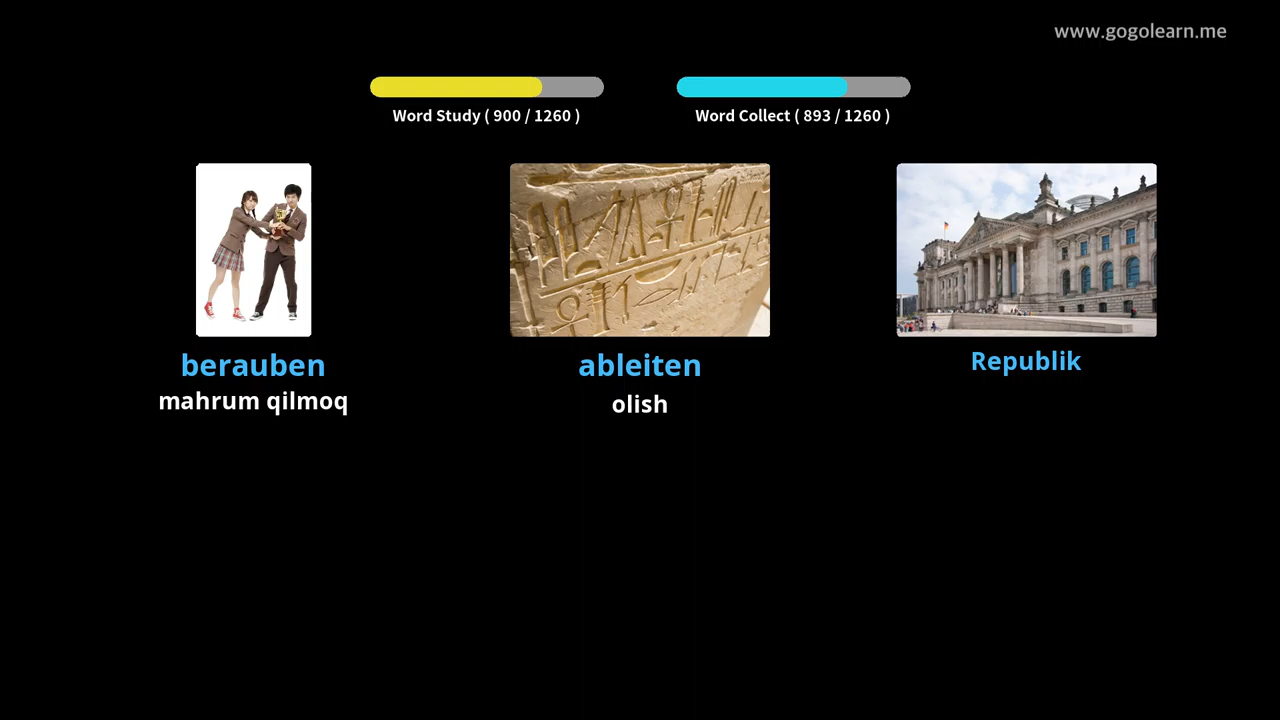 www.gogolearn.me
Word Study ( 900 / 1260 )
Word Collect ( 893 / 1260 )
berauben
mahrum qilmoq
ableiten
olish
Republik